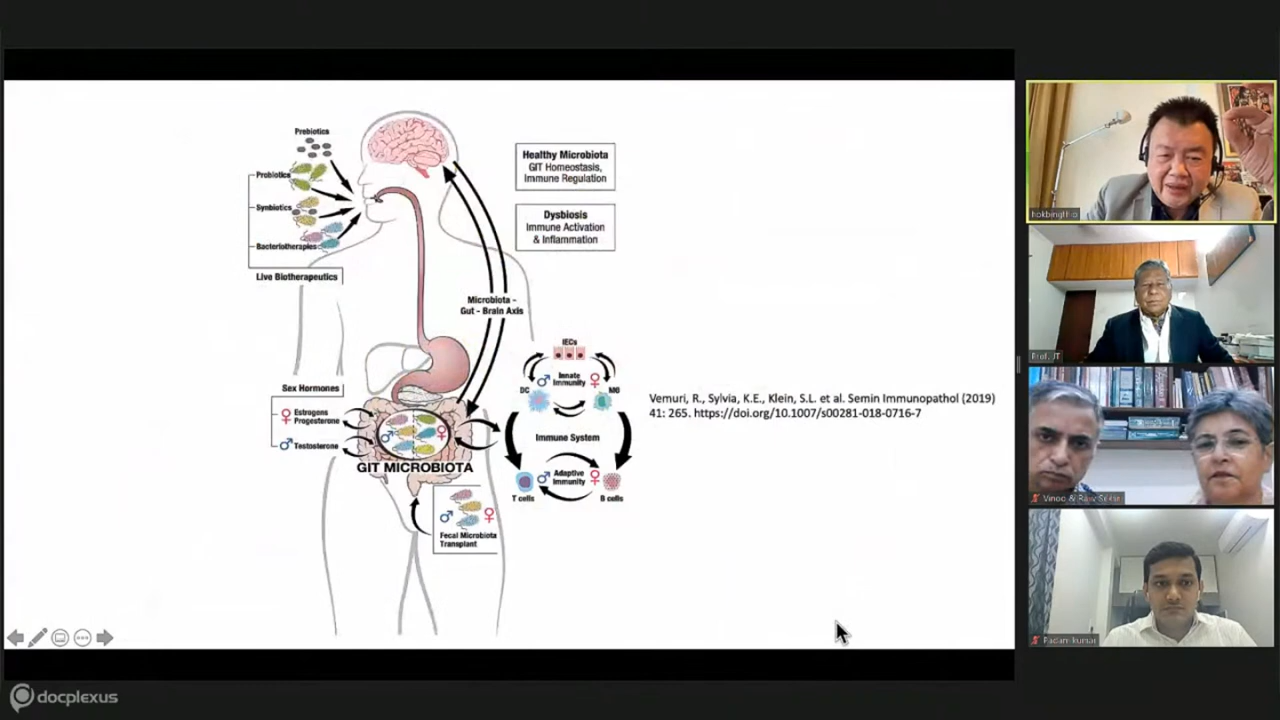 Prebiotics
Probiotics
Synbiotics
Bacteriotherapies
Live Biotherapeutics
Healthy Microbiota
GIT Homeostasis,
Immune Regulation
Dysbiosis
Immune Activation
& Inflammation
Microbiota -
Gut - Brain Axis
Sex Hormones
♀ Estrogens
Progesterone
♂ Testosterone
GIT MICROBIOTA
IECs
Innate
Immunity
DC
MΦ
Immune System
Adaptive
Immunity
T cells
B cells
Fecal Microbiota
Transplant
Vemuri, R., Sylvia, K.E., Klein, S.L. et al. Semin Immunopathol (2019)
41: 265. https://doi.org/10.1007/s00281-018-0716-7
Prof. JT
Padam kumar
docplexus